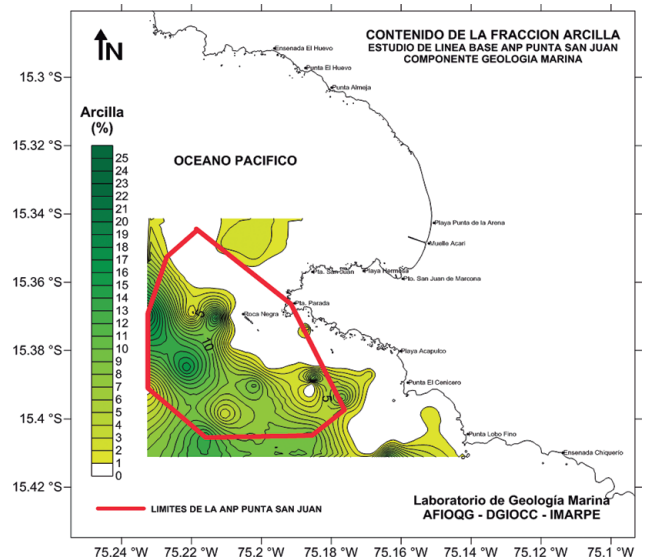 CONTENIDO DE LA FRACCION ARCILLA
ESTUDIO DE LINEA BASE ANP PUNTA SAN JUAN
COMPONENTE GEOLOGIA MARINA
N
Ensenada El Huevo
Punta El Huevo
Punta Almeja
15.3 °S
15.32 °S
15.34 °S
15.36 °S
15.38 °S
15.4 °S
15.42 °S
Arcilla
(%)
25
24
23
22
21
20
19
18
17
16
15
14
13
12
11
10
9
8
7
6
5
4
3
2
1
0
OCEANO PACIFICO
Playa Punta de la Arena
Muelle Acari
Pto. San Juan
Playa Hermosa
Pto. San Juan de Marcona
Pta. Parada
Roca Negra
5
10
5
Playa Acapulco
Punta El Cenicero
Punta Lobo Fino
Ensenada Chiquerío
LIMITES DE LA ANP PUNTA SAN JUAN
Laboratorio de Geología Marina
AFIOQG - DGIOCC - IMARPE
75.24 °W
75.22 °W
75.2 °W
75.18 °W
75.16 °W
75.14 °W
75.12 °W
75.1 °W